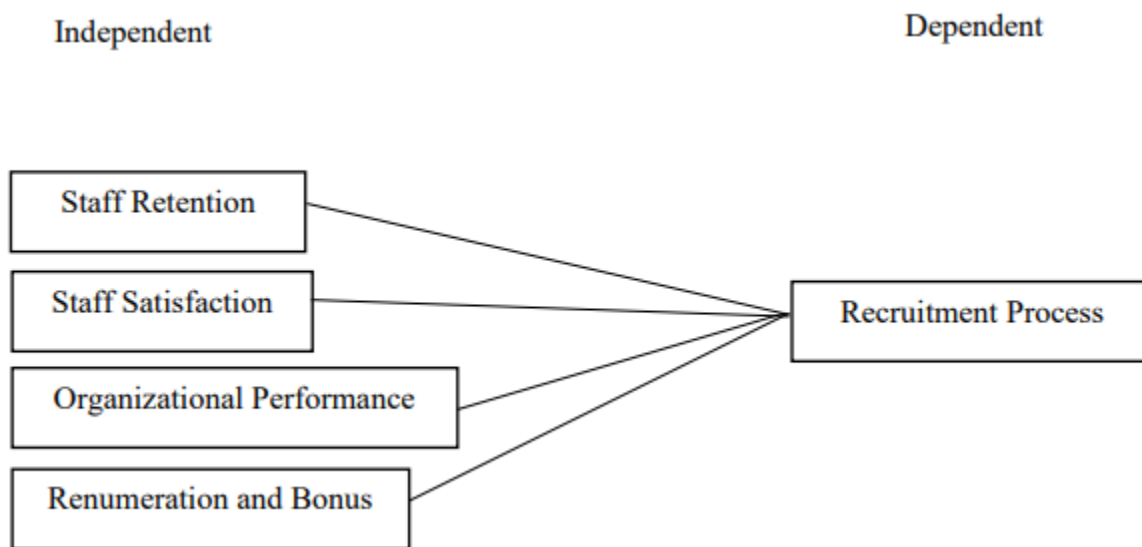 Independent
Dependent
Staff Retention
Staff Satisfaction
Recruitment Process
Organizational Performance
Renumeration and Bonus